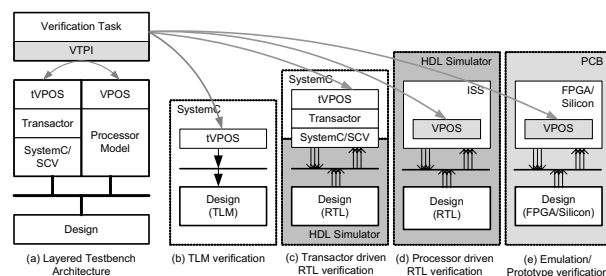 Verification Task
VTPI
tVPOS
VPOS
Transactor
SystemC/
SCV
Processor
Model
Design
(a) Layered Testbench
Architecture
SystemC
tVPOS
Design
(TLM)
(b) TLM verification
SystemC
tVPOS
Transactor
SystemC/SCV
Design
(RTL)
HDL Simulator
(c) Transactor driven
RTL verification
HDL Simulator
ISS
VPOS
Design
(RTL)
(d) Processor driven
RTL verification
PCB
FPGA/
Silicon
VPOS
Design
(FPGA/Silicon)
(e) Emulation/
Prototype verification